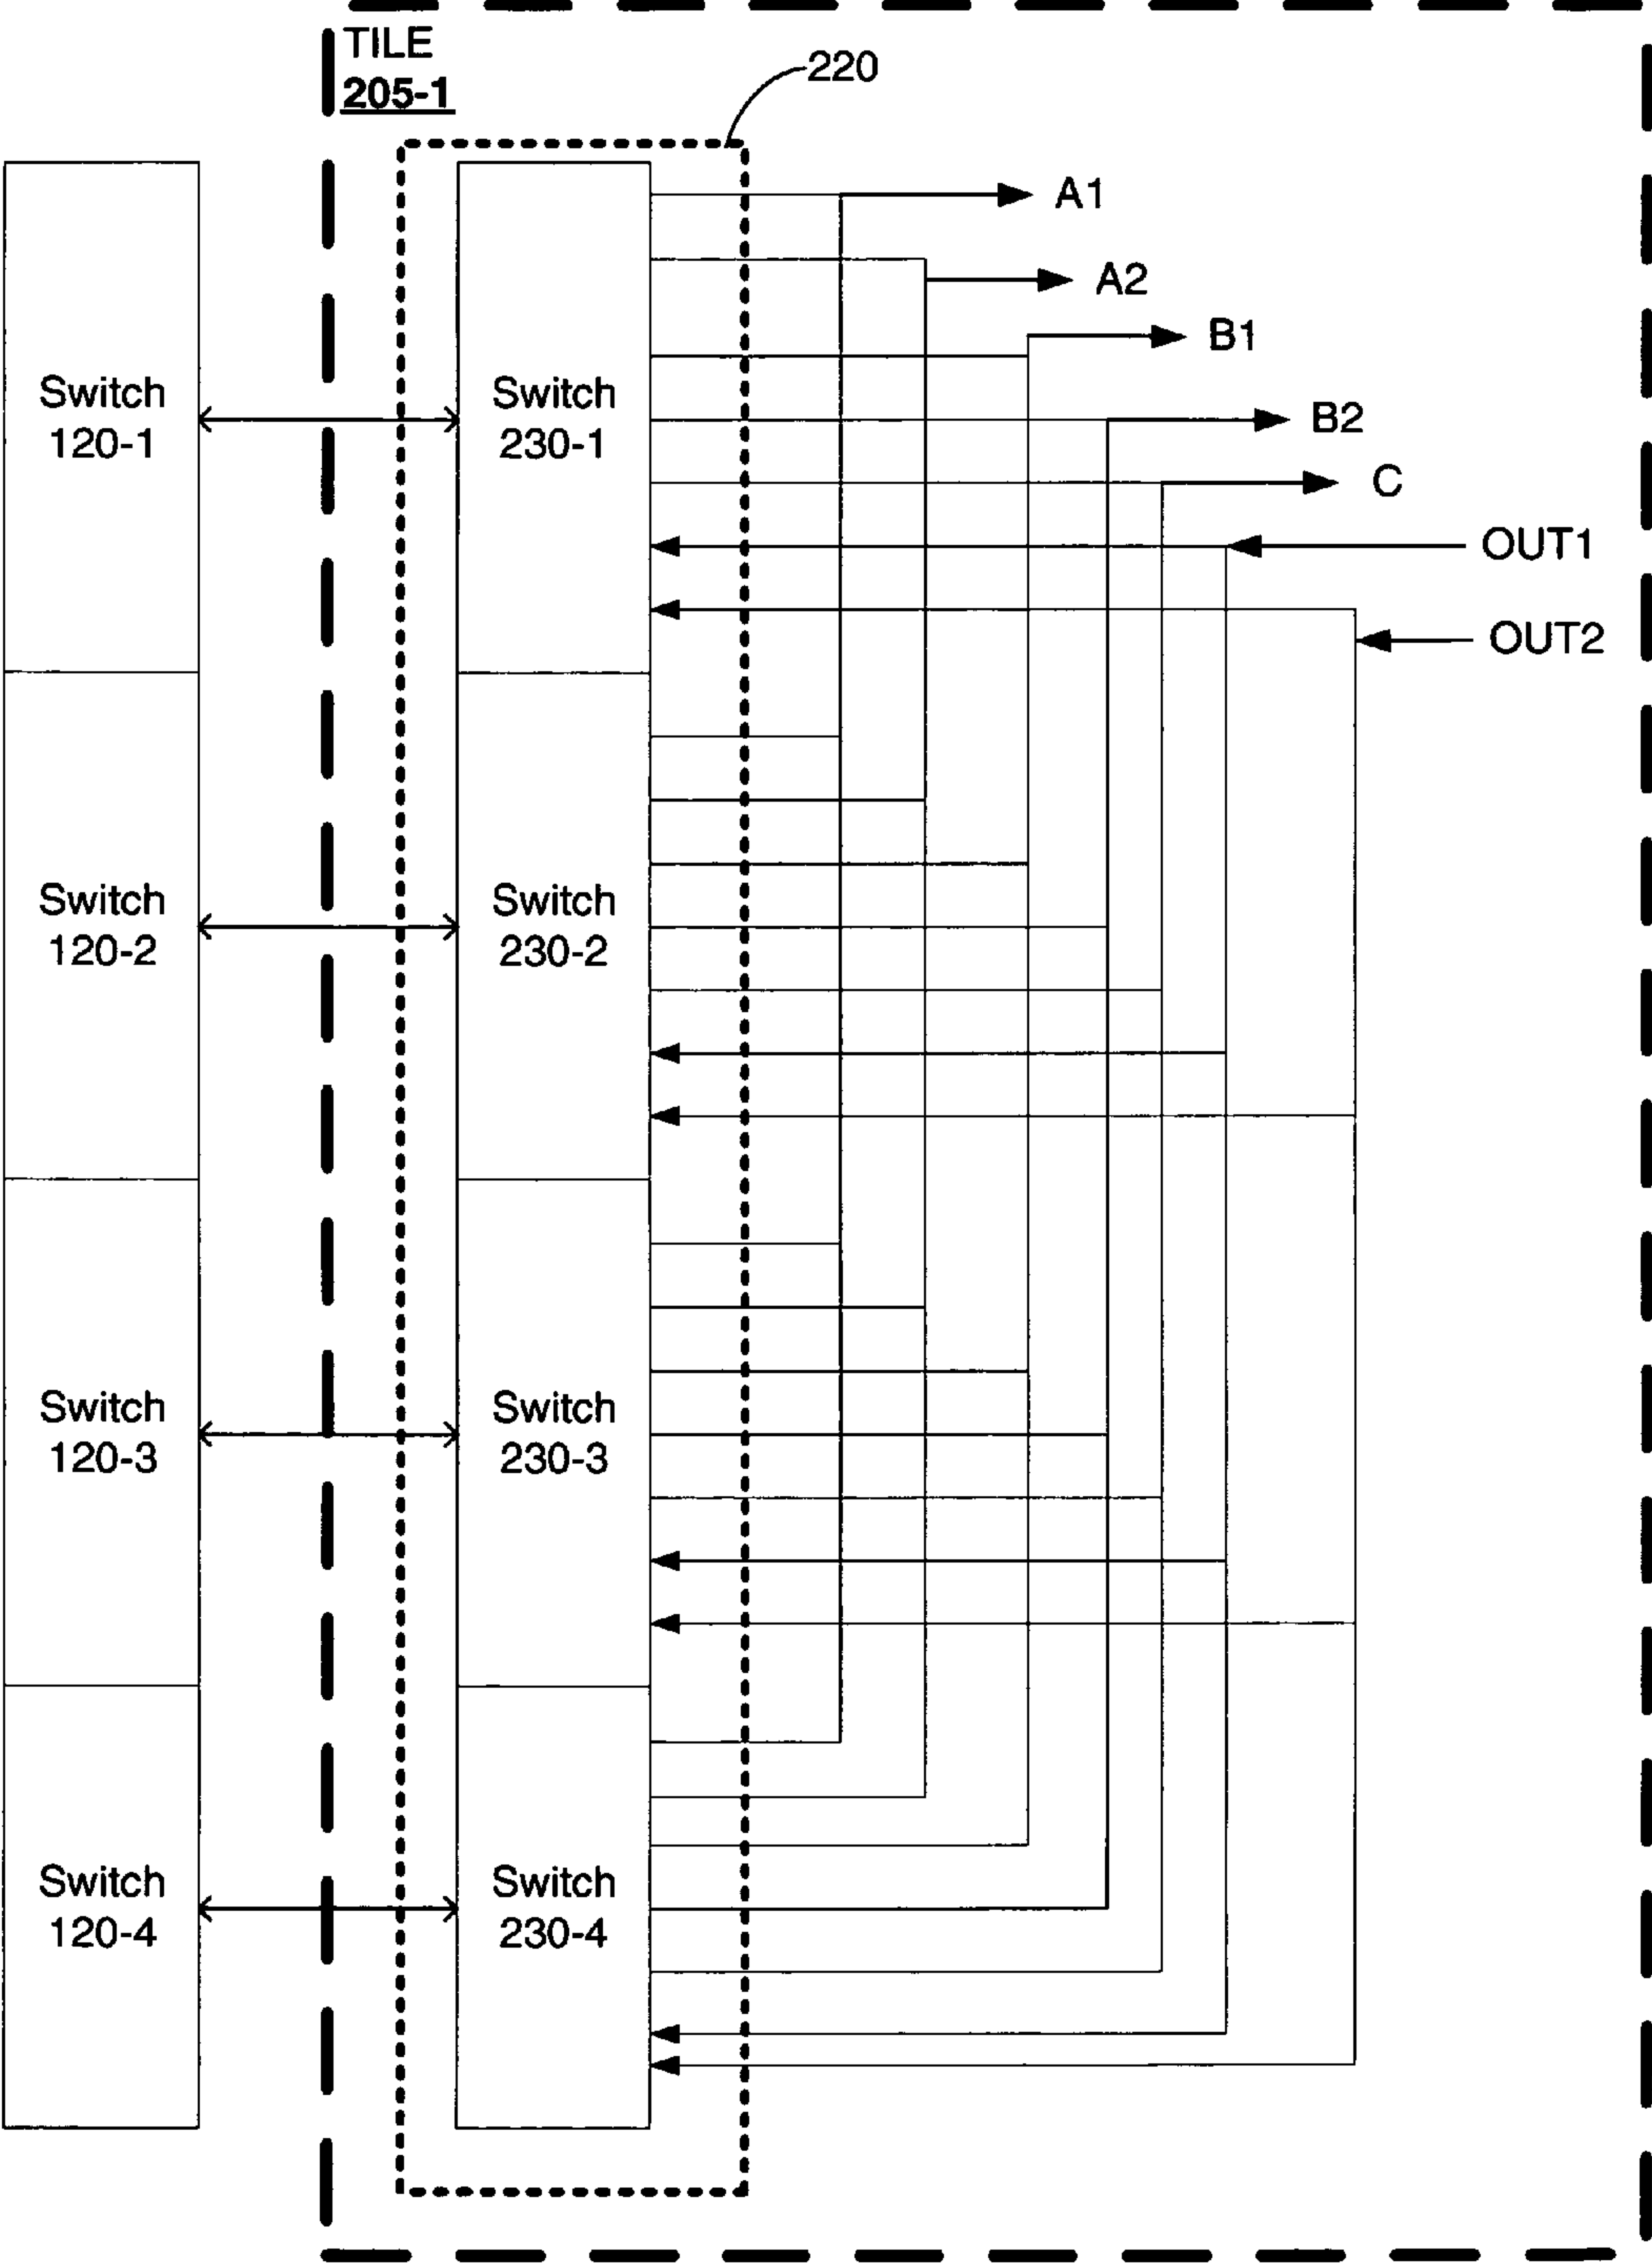 TILE
205-1
220
A1
A2
B1
B2
C
OUT1
OUT2
Switch
120-1
Switch
230-1
Switch
120-2
Switch
230-2
Switch
120-3
Switch
230-3
Switch
120-4
Switch
230-4